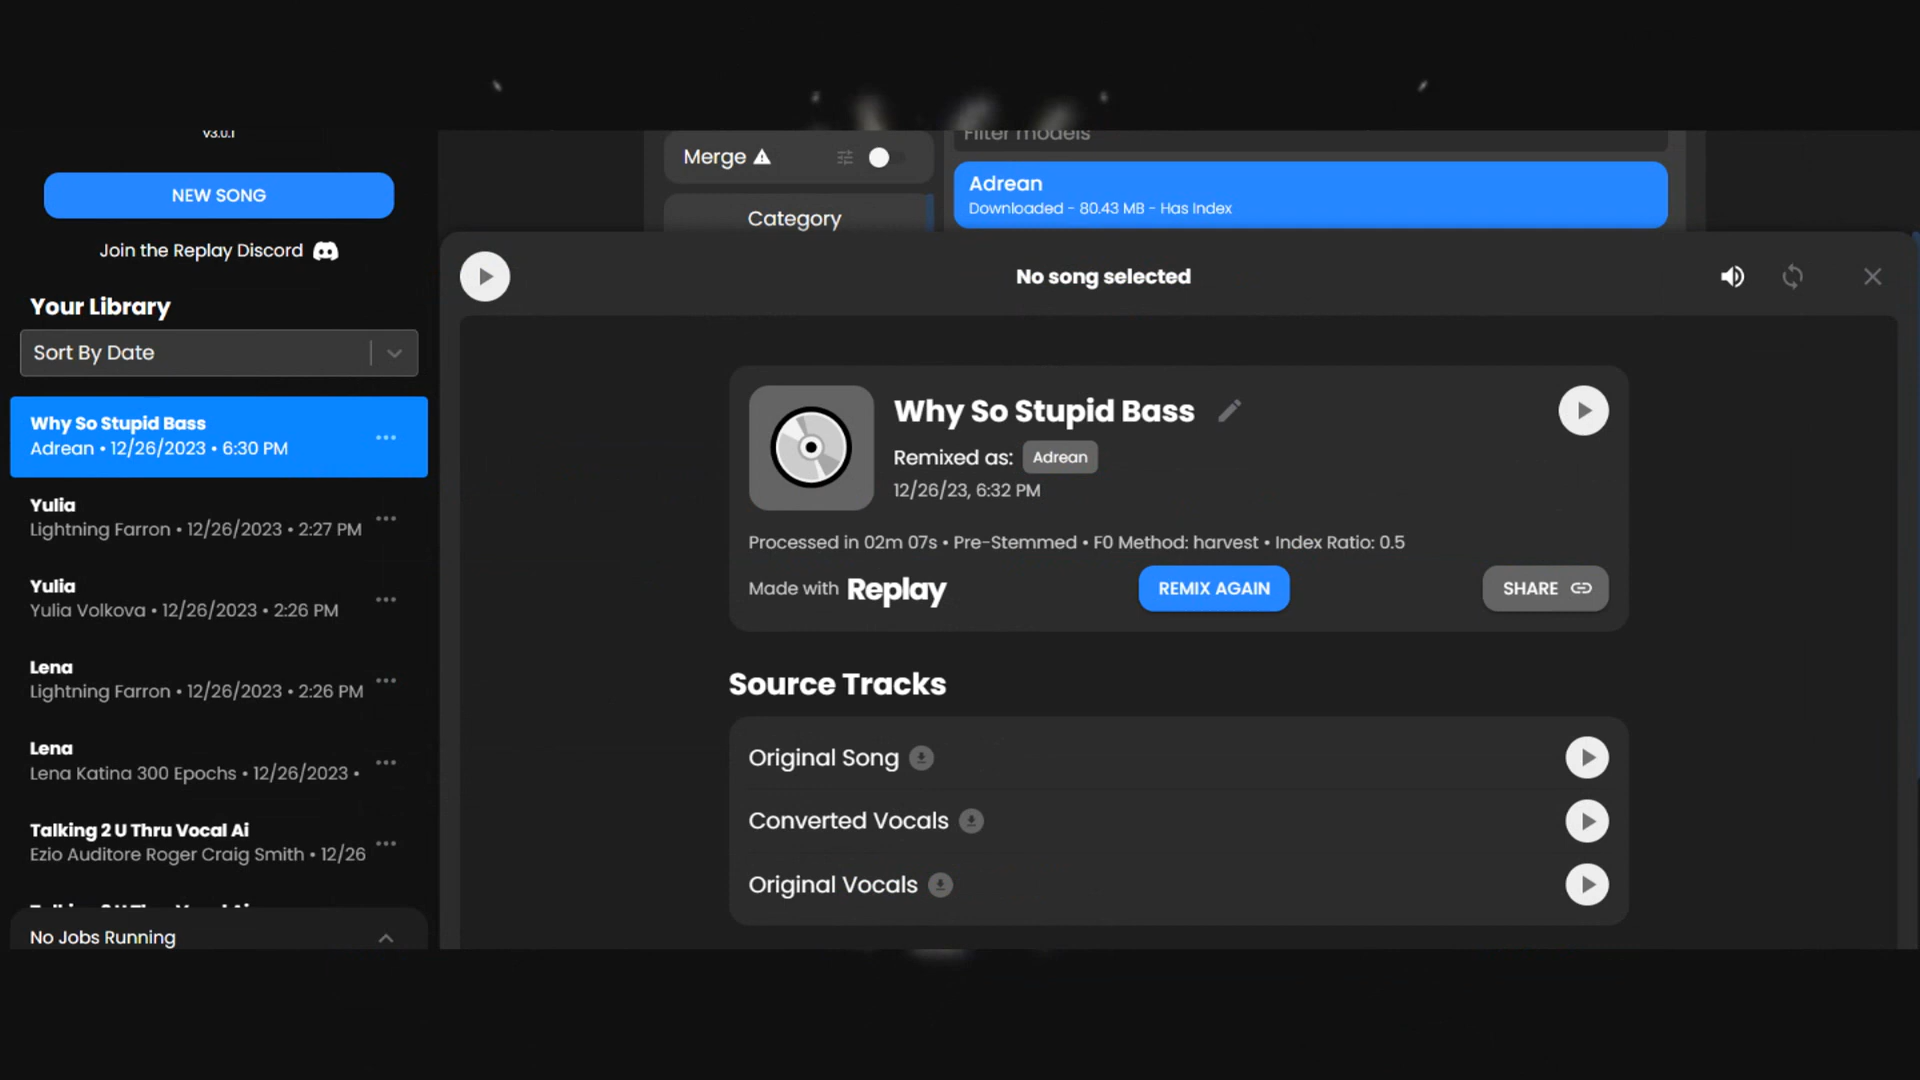 v3.0.1
NEW SONG
Join the Replay Discord
Your Library
Sort By Date
Why So Stupid Bass
Adrean • 12/26/2023 • 6:30 PM
Yulia
Lightning Farron • 12/26/2023 • 2:27 PM
Yulia
Yulia Volkova • 12/26/2023 • 2:26 PM
Lena
Lightning Farron • 12/26/2023 • 2:26 PM
Lena
Lena Katina 300 Epochs • 12/26/2023 •
Talking 2 U Thru Vocal Ai
Ezio Auditore Roger Craig Smith • 12/26
No Jobs Running
Merge
Category
Filter models
Adrean
Downloaded - 80.43 MB - Has Index
No song selected
Why So Stupid Bass
Remixed as: Adrean
12/26/23, 6:32 PM
Processed in 02m 07s • Pre-Stemmed • F0 Method: harvest • Index Ratio: 0.5
Made with Replay
REMIX AGAIN
SHARE
Source Tracks
Original Song
Converted Vocals
Original Vocals